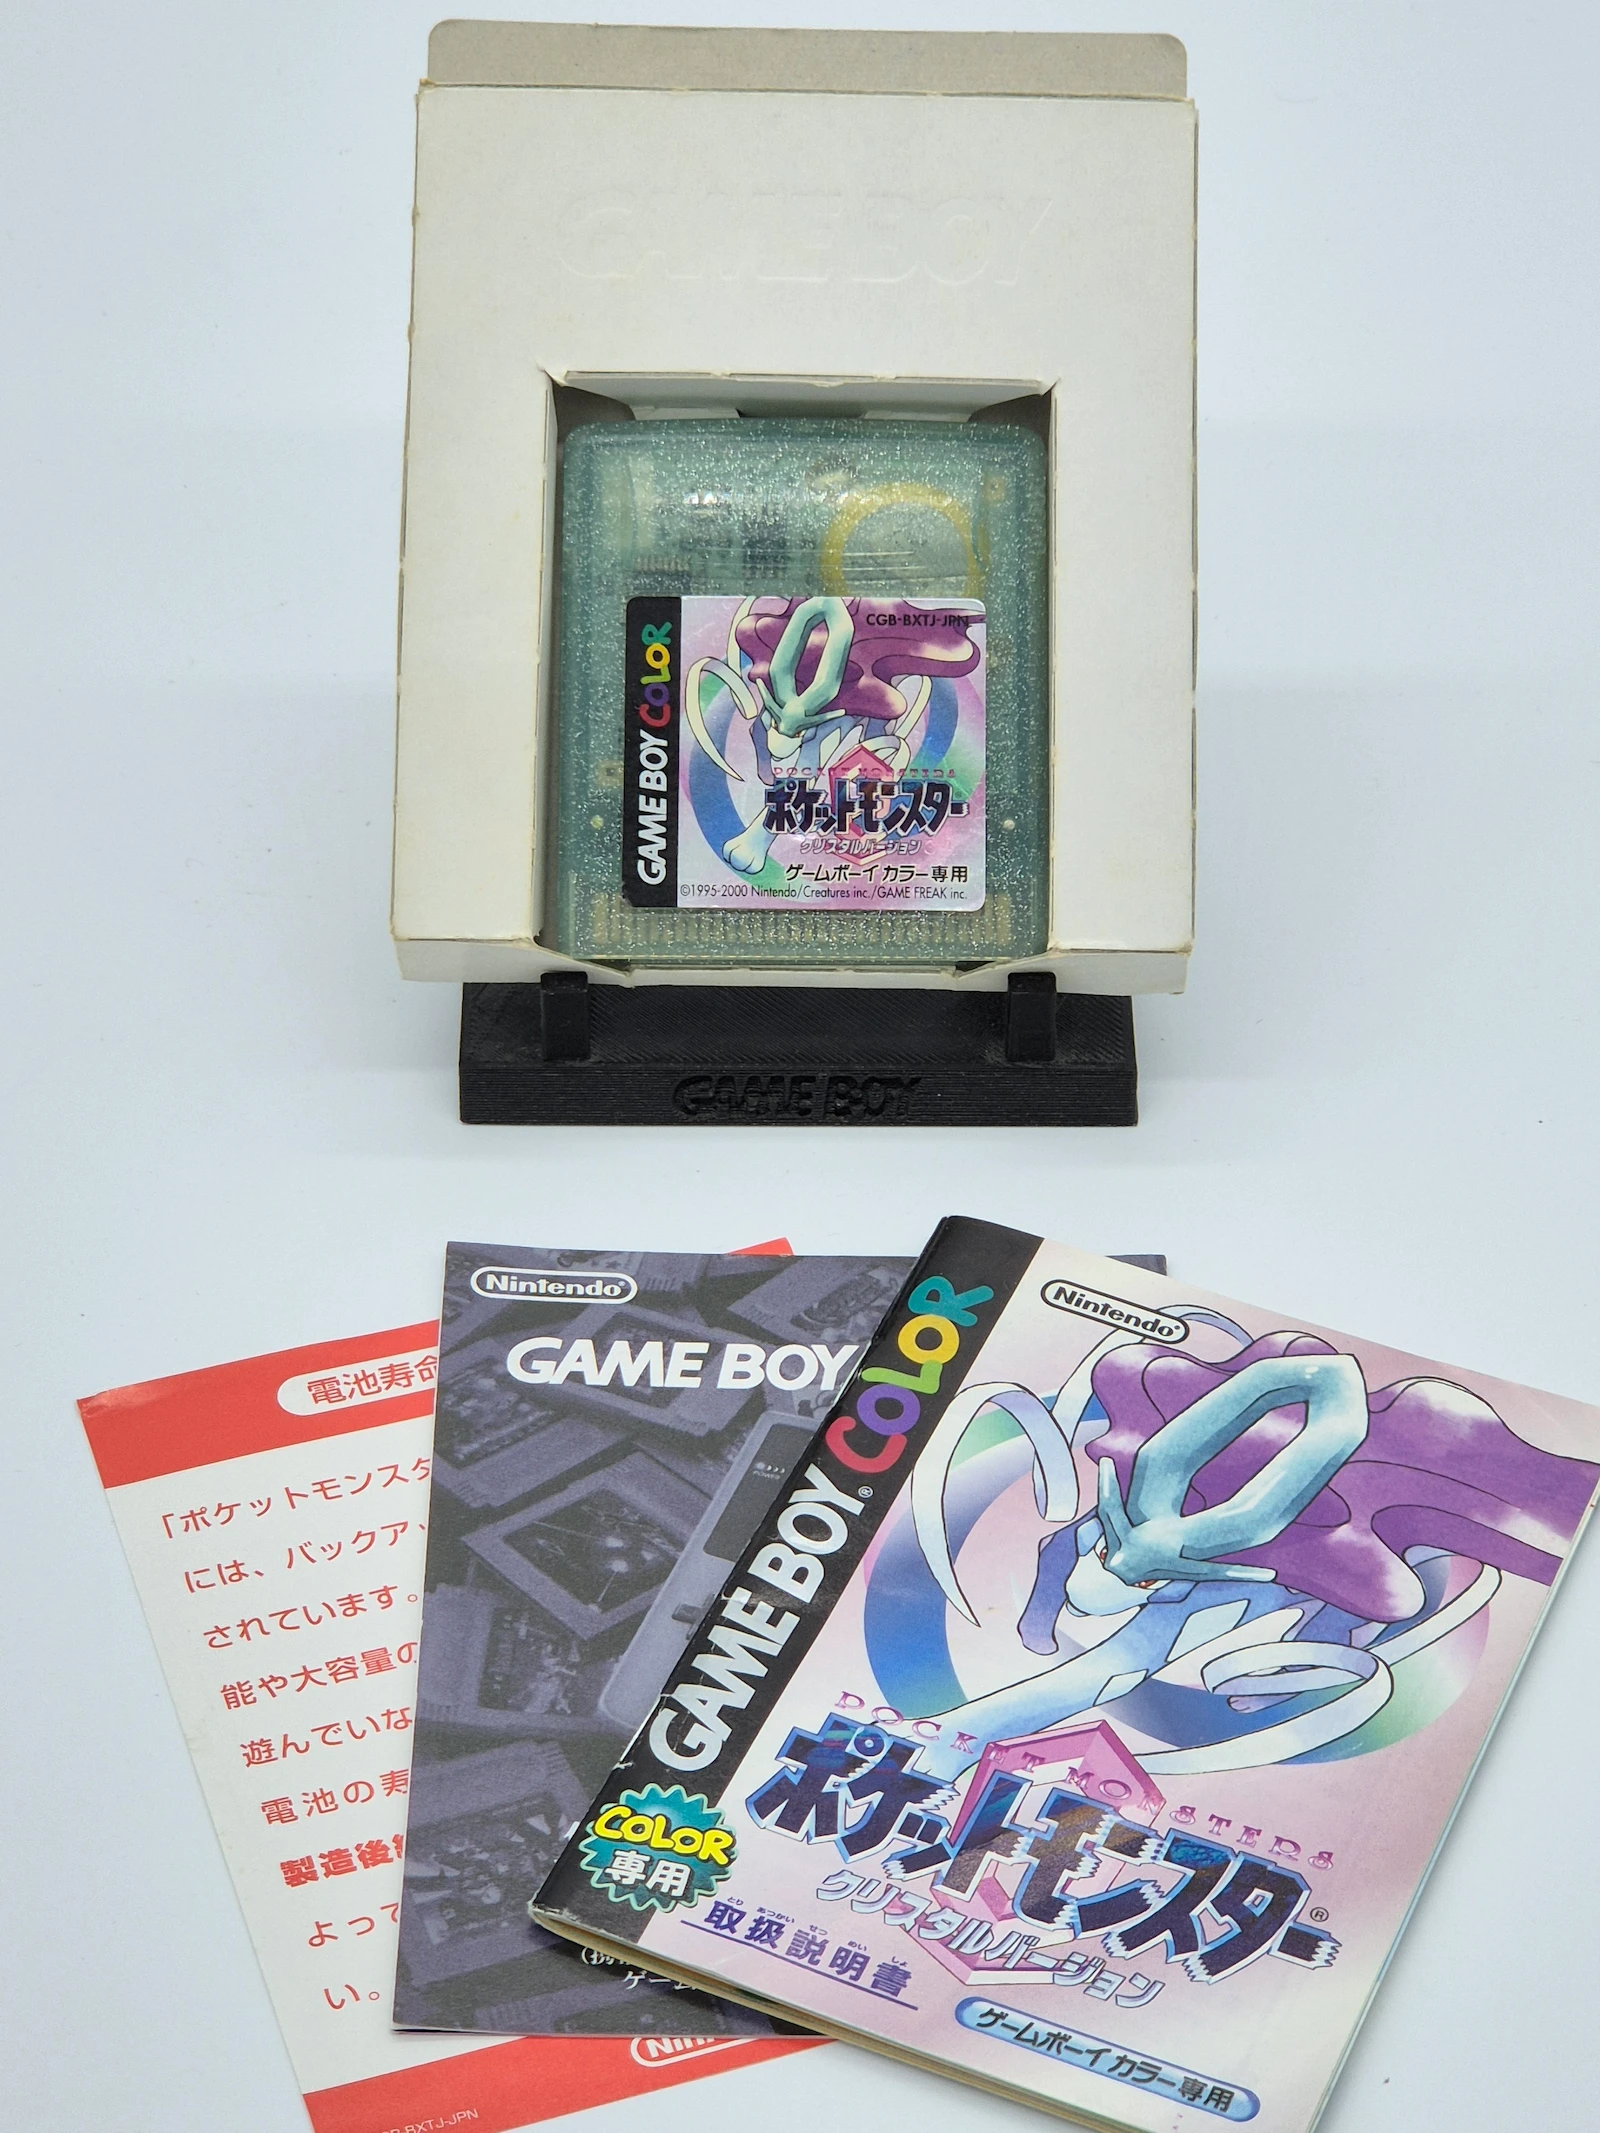 GAME BOY
CGB-BXTJ-JPN
GAME BOY COLOR
POCKET MONSTERS
ポケットモンスター
クリスタルバージョン
ゲームボーイ カラー専用
©1995-2000 Nintendo/Creatures inc./GAME FREAK inc.
GAME BOY
電池寿命
「ポケットモンスタ
には、バックア
されています。
能や大容量の
遊んでいな
電池の寿
製造後
よって
い。
BXTJ-JPN
Nintendo®
GAME BOY
POWER
ゲーム
Nintendo®
GAME BOY® COLOR
POCKET MONSTERS
ポケットモンスター®
クリスタルバージョン
COLOR
専用
とり あつかい せつ めい しょ
取扱説明書
ゲームボーイ カラー専用